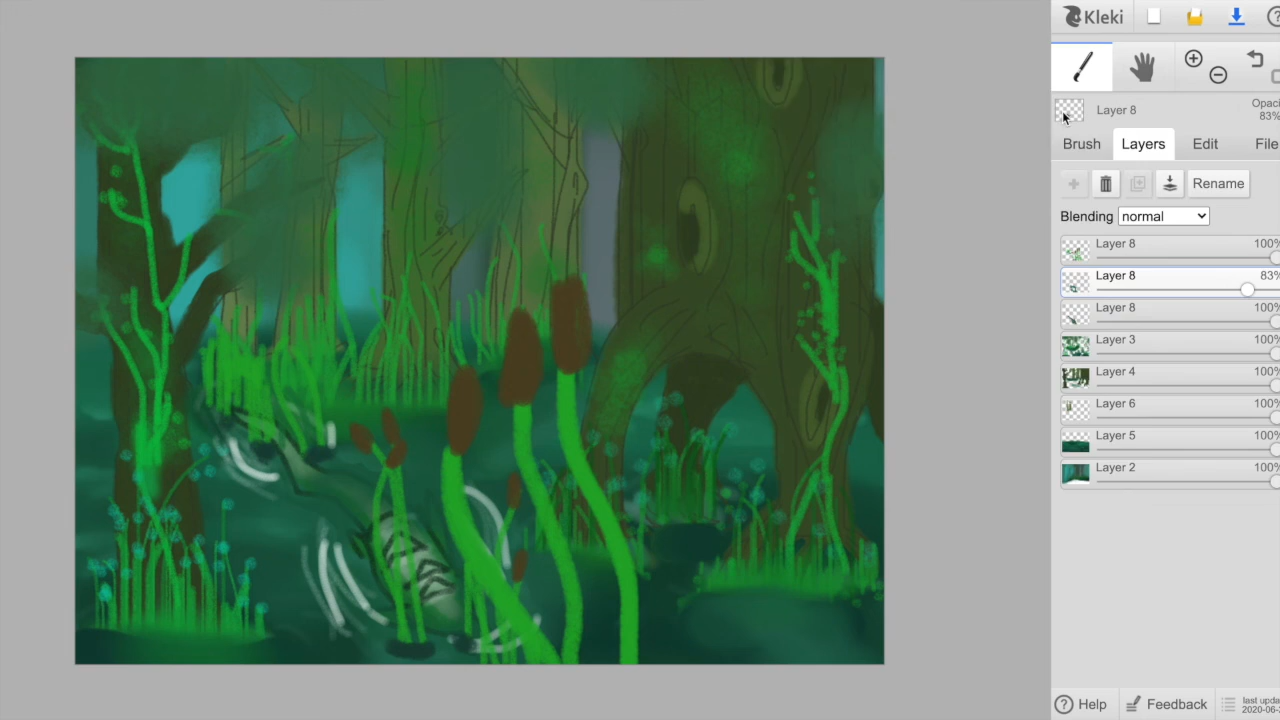 Kleki
Layer 8
83%
Brush
Layers
Edit
File
Rename
Blending
normal
Layer 8 100%
Layer 8 83%
Layer 8 100%
Layer 3 100%
Layer 4 100%
Layer 6 100%
Layer 5 100%
Layer 2 100%
Help
Feedback
last